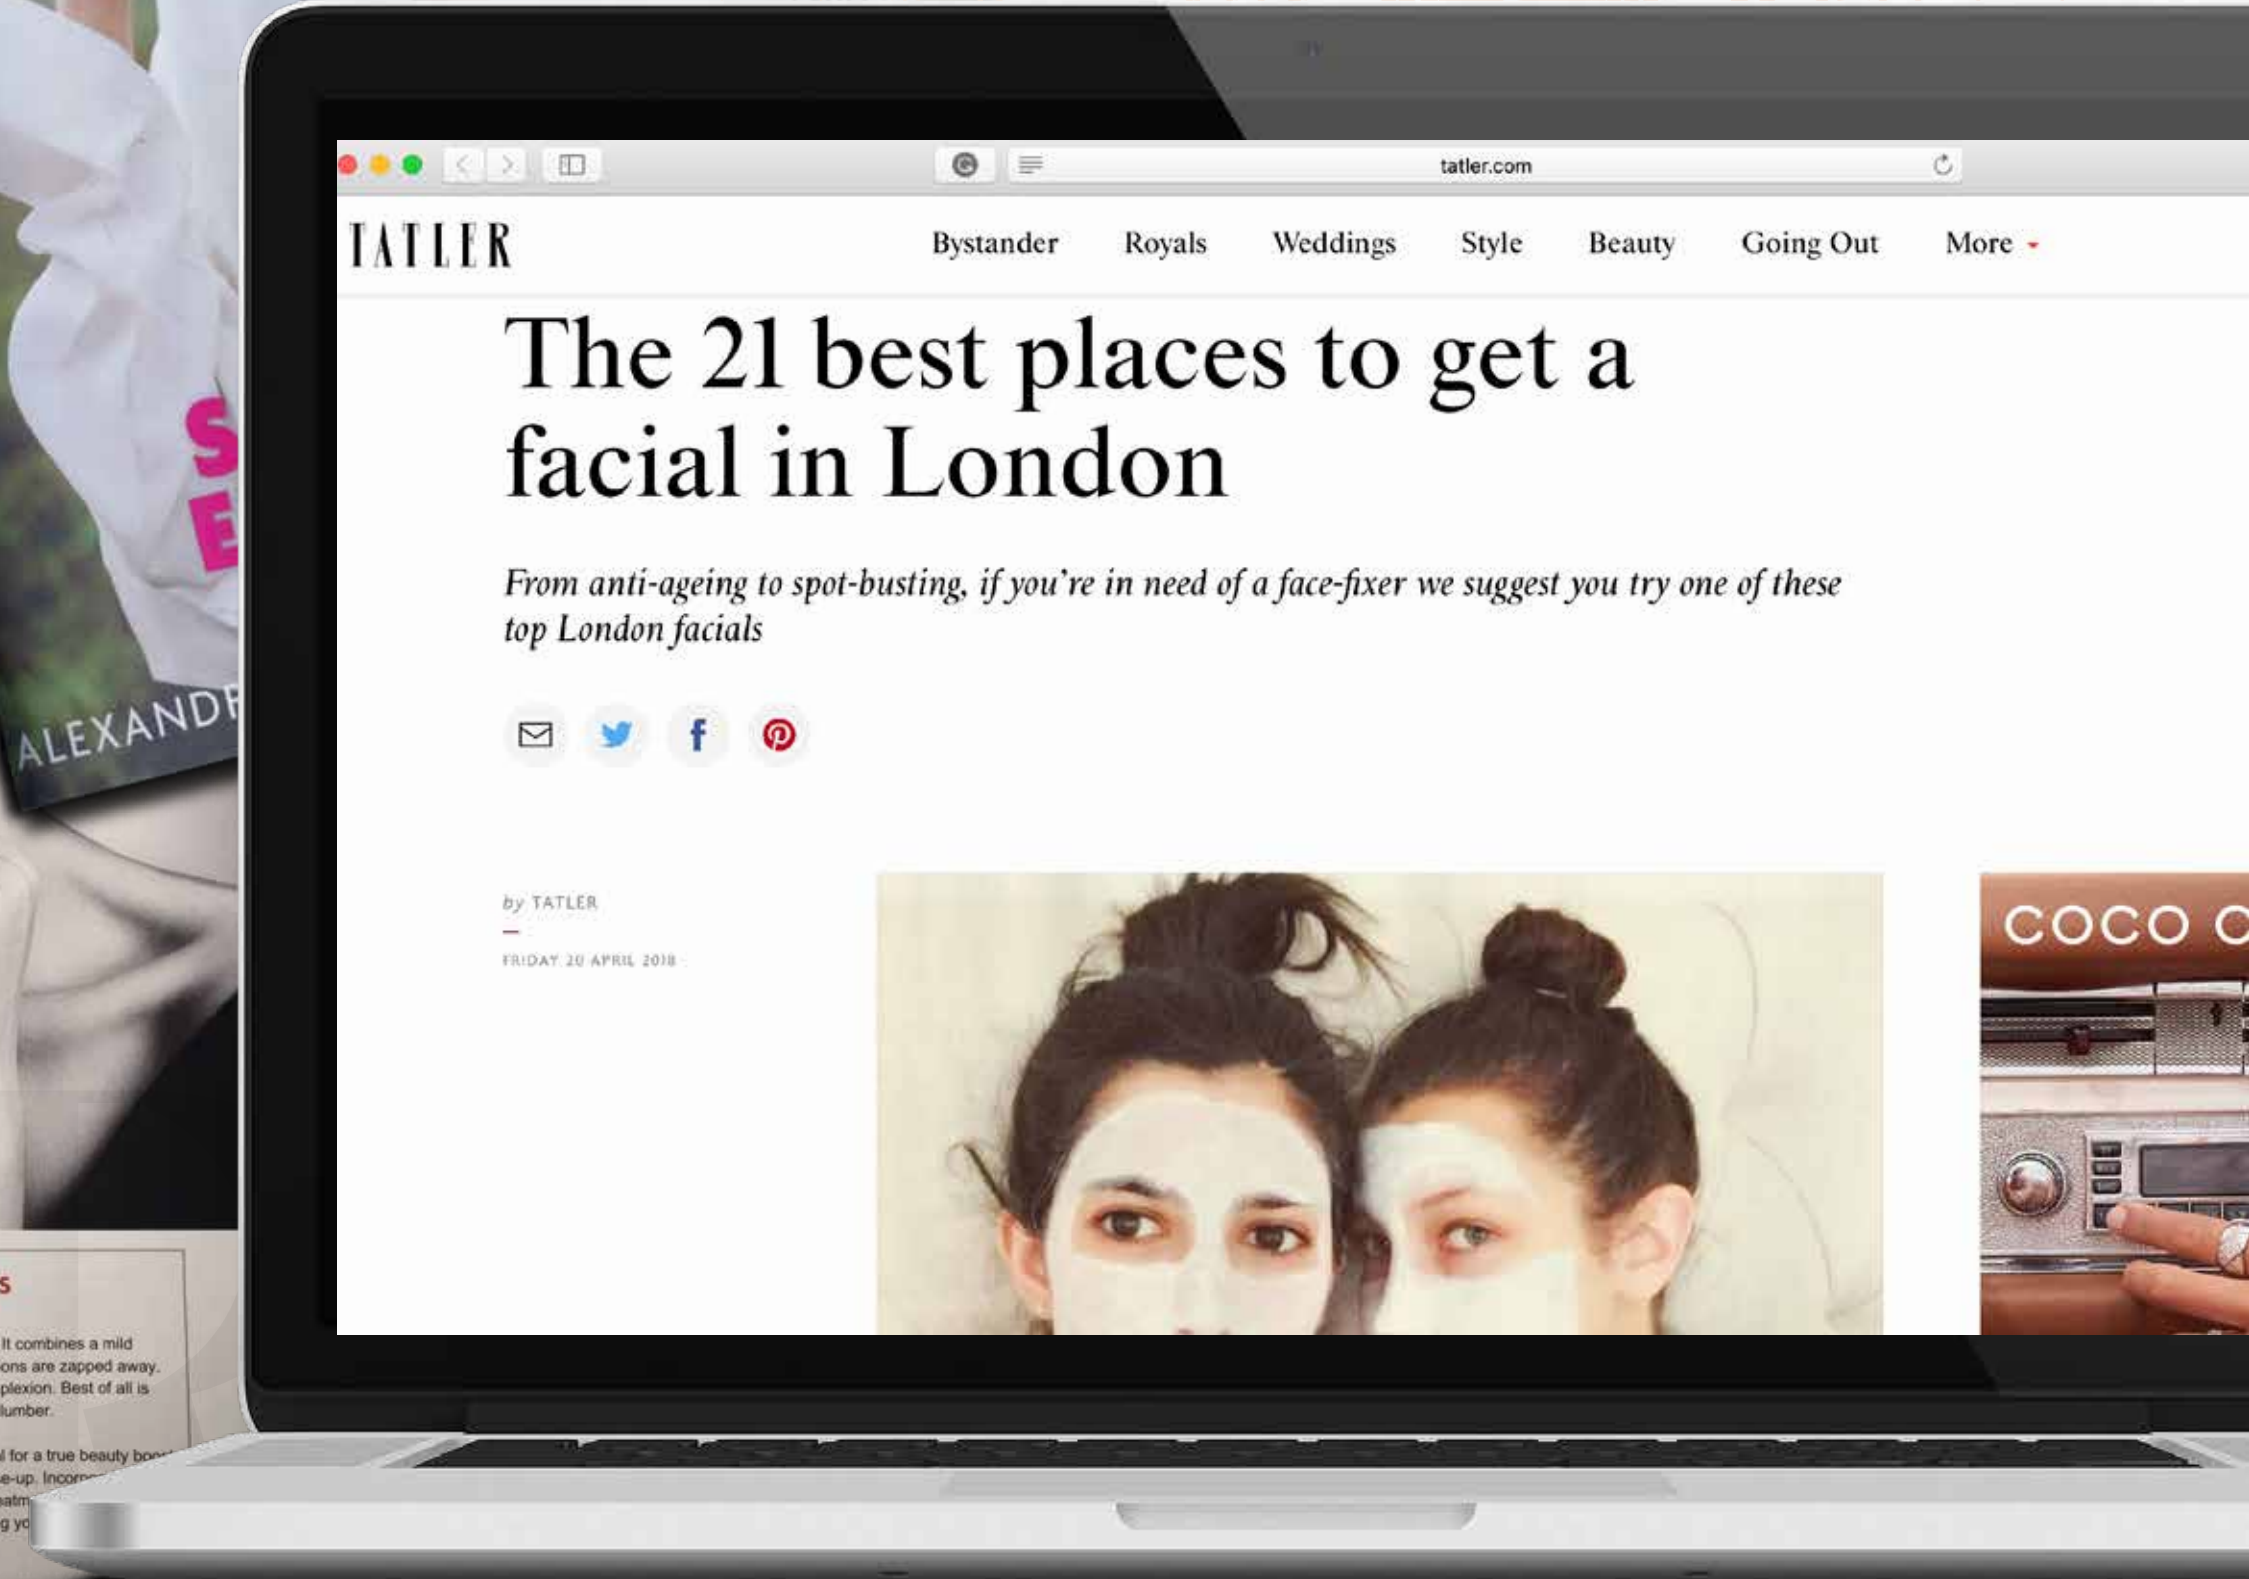 tatler.com
TATLER
Bystander Royals Weddings Style Beauty Going Out More
The 21 best places to get a
facial in London
From anti-ageing to spot-busting, if you're in need of a face-fixer we suggest you try one of these
top London facials
by TATLER
FRIDAY 20 APRIL 2018
COCO
S
E
ALEXAND
S
It combines a mild
ons are zapped away.
plexion. Best of all is
lumber.
for a true beauty
e-up.